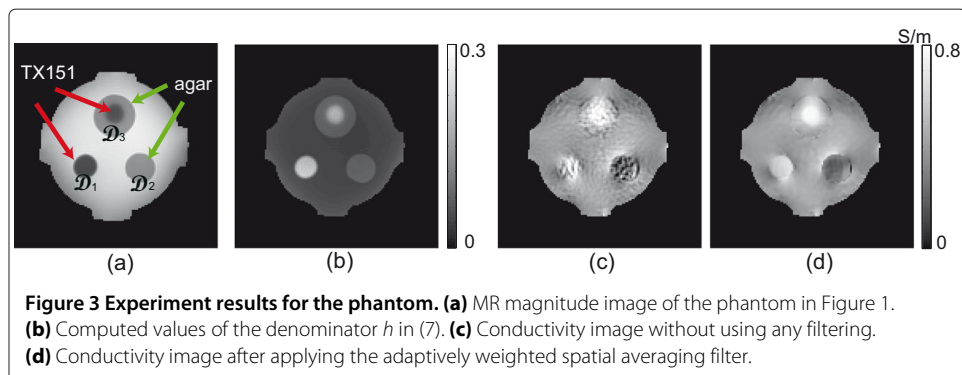 TX151
agar
𝒟3
𝒟1
𝒟2
0.3
0
S/m
0.8
0
(a)
(b)
(c)
(d)
Figure 3 Experiment results for the phantom. (a) MR magnitude image of the phantom in Figure 1.
(b) Computed values of the denominator h in (7). (c) Conductivity image without using any filtering.
(d) Conductivity image after applying the adaptively weighted spatial averaging filter.